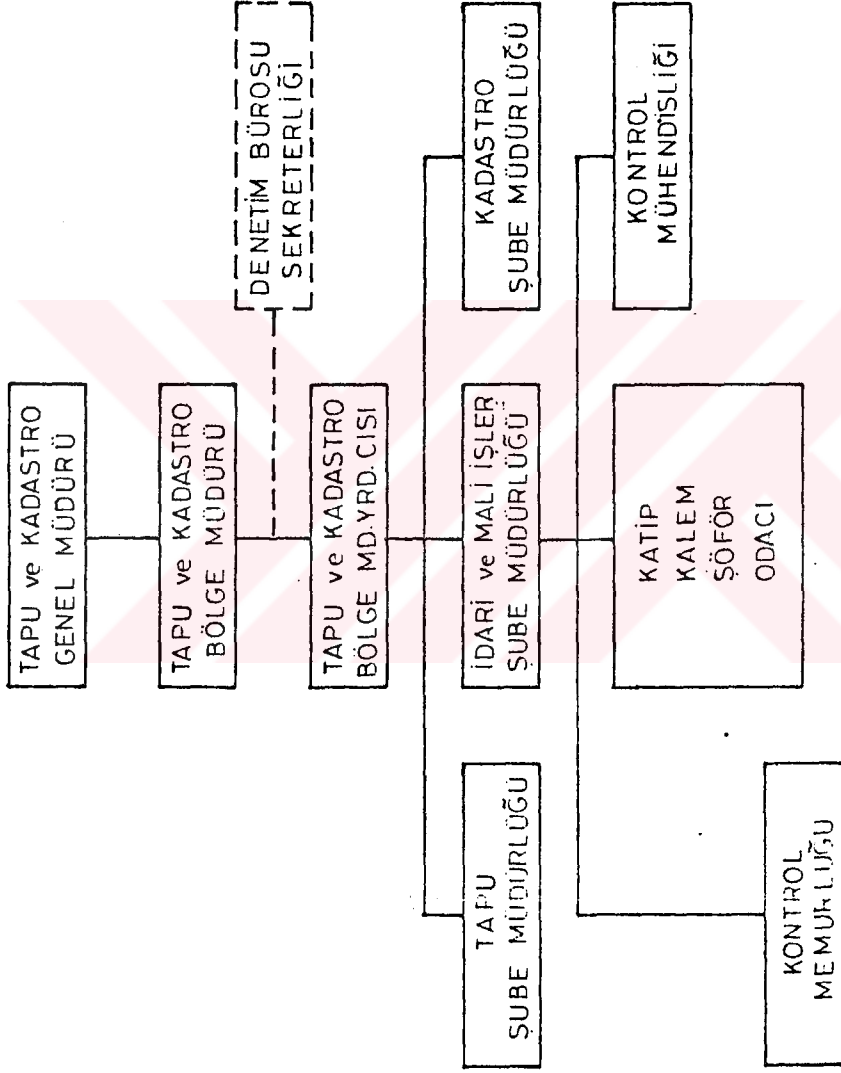 TAPU ve KADASTRO
GENEL MÜDÜRÜ
TAPU ve KADASTRO
BÖLGE MÜDÜRÜ
DENETİM BÜROSU
SEKRETERLİĞİ
TAPU ve KADASTRO
BÖLGE MD.YRD.CISI
TAPU
ŞUBE MÜDÜRLÜĞÜ
İDARİ ve MALİ İŞLER
ŞUBE MÜDÜRLÜĞÜ
KADASTRO
ŞUBE MÜDÜRLÜĞÜ
KONTROL
MEMURLUĞU
KATİP
KALEM
ŞÖFÖR
ODACI
KONTROL
MÜHENDİSLİĞİ